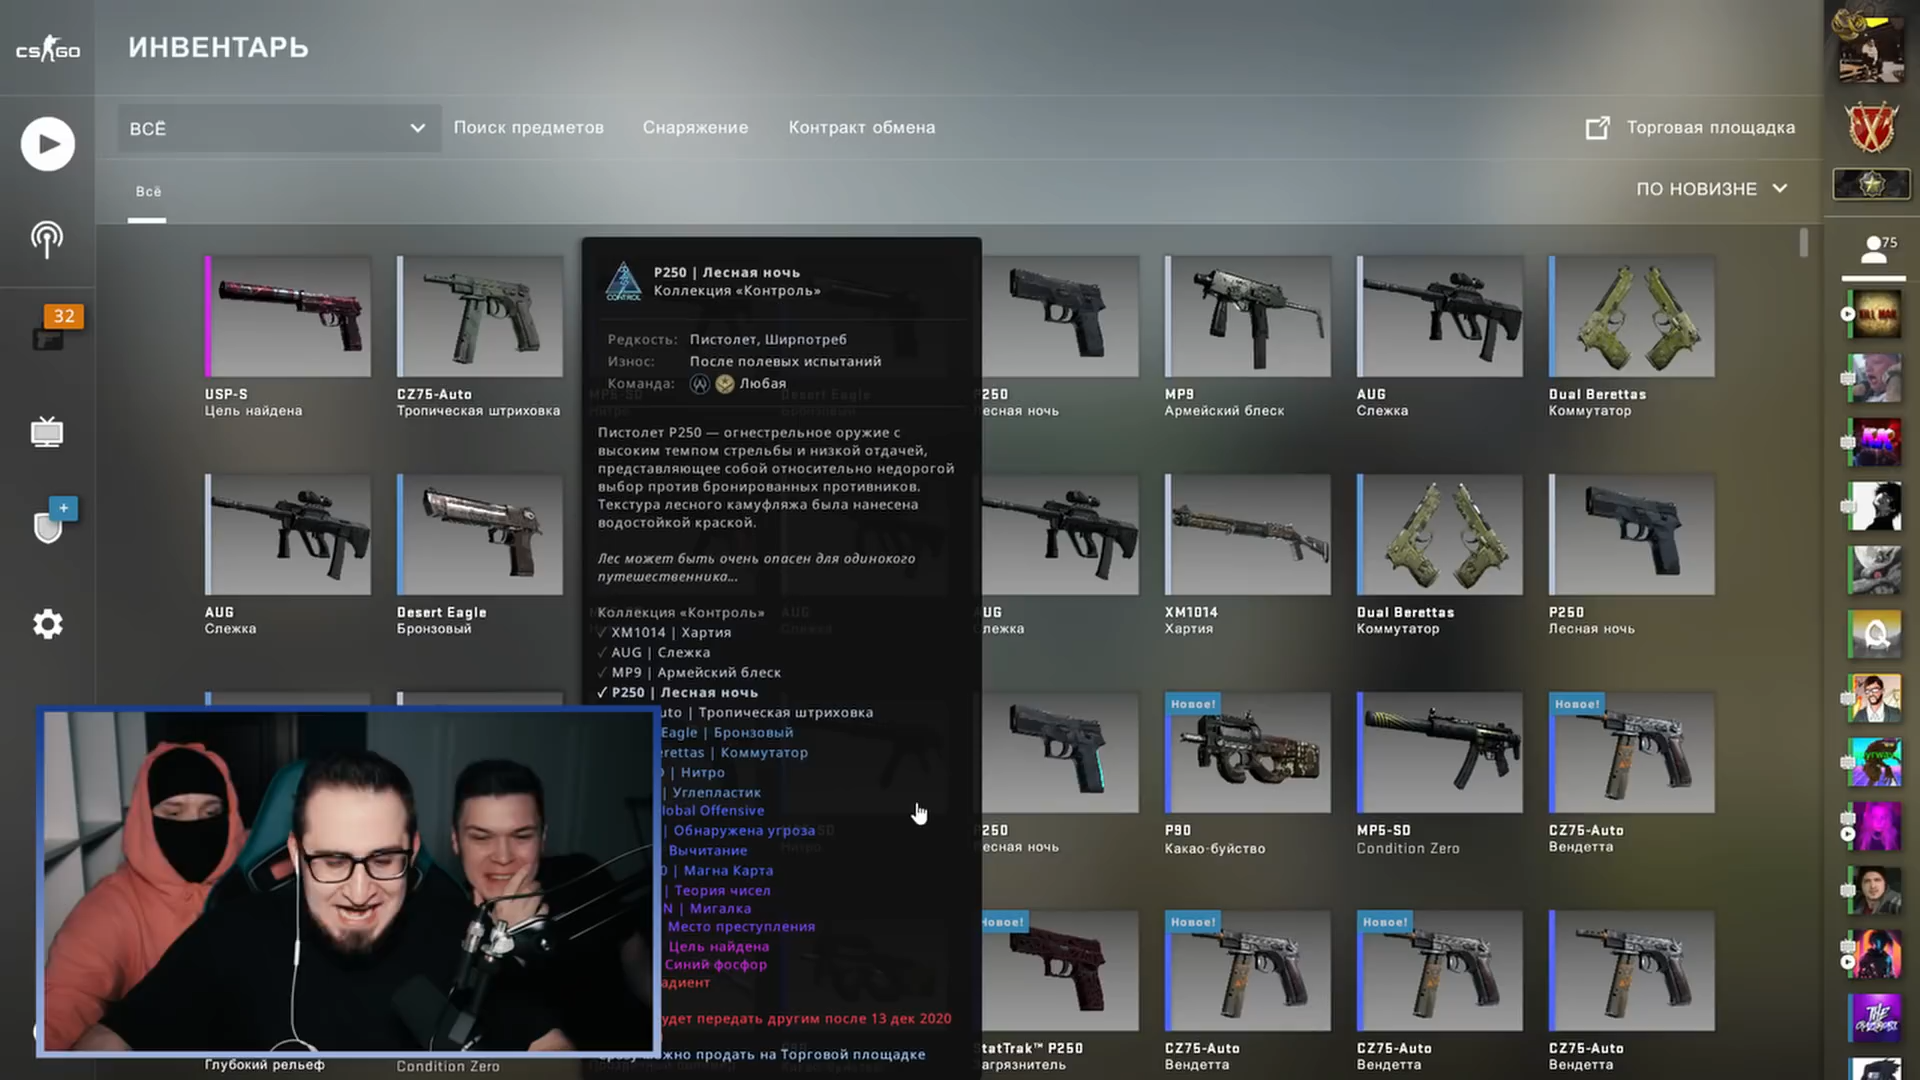 CS GO
ИНВЕНТАРЬ
ВСЁ
Поиск предметов
Снаряжение
Контракт обмена
Торговая площадка
Всё
ПО НОВИЗНЕ
75
32
+
USP-S
Цель найдена
CZ75-Auto
Тропическая штриховка
P250 | Лесная ночь
Коллекция «Контроль»
CONTROL
Редкость: Пистолет, Ширпотреб
Износ: После полевых испытаний
Команда: Любая
Пистолет P250 — огнестрельное оружие с
высоким темпом стрельбы и низкой отдачей,
представляющее собой относительно недорогой
выбор против бронированных противников.
Текстура лесного камуфляжа была нанесена
водостойкой краской.
Лес может быть очень опасен для одинокого
путешественника...
Коллекция «Контроль»
✓ XM1014 | Хартия
✓ AUG | Слежка
✓ MP9 | Армейский блеск
✓ P250 | Лесная ночь
uto | Тропическая штриховка
Eagle | Бронзовый
erettas | Коммутатор
| Нитро
| Углепластик
lobal Offensive
| Обнаружена угроза
Вычитание
| Магна Карта
| Теория чисел
N | Мигалка
Место преступления
Цель найдена
Синий фосфор
адиент
удет передать другим после 13 дек 2020
можно продать на Торговой площадке
250
Лесная ночь
MP9
Армейский блеск
AUG
Слежка
Dual Berettas
Коммутатор
AUG
Слежка
Desert Eagle
Бронзовый
AUG
Слежка
XM1014
Хартия
Dual Berettas
Коммутатор
P250
Лесная ночь
250
Лесная ночь
Новое!
P90
Какао-буйство
MP5-SD
Condition Zero
Новое!
CZ75-Auto
Вендетта
Глубокий рельеф
Condition Zero
Новое!
StatTrak™ P250
Загрязнитель
Новое!
CZ75-Auto
Вендетта
Новое!
CZ75-Auto
Вендетта
CZ75-Auto
Вендетта